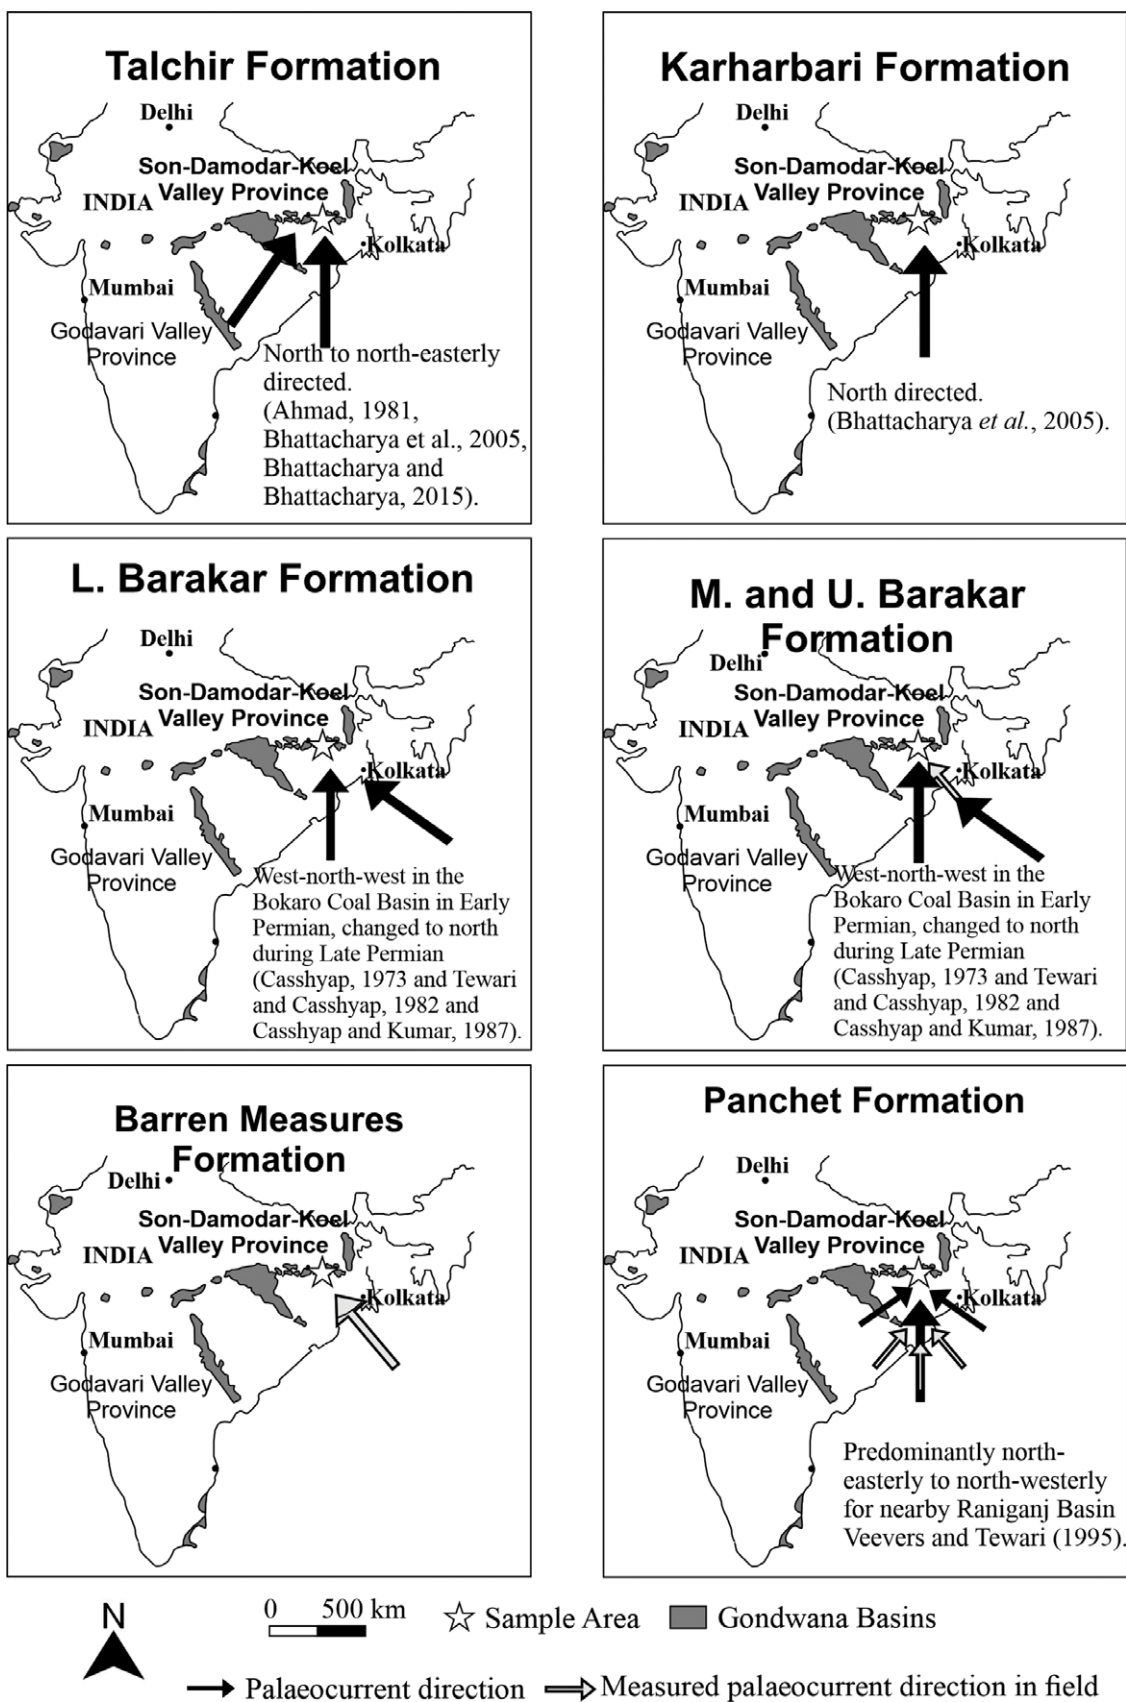 Talchir Formation
Delhi
Son-Damodar-Koel
Valley Province
INDIA
Kolkata
Mumbai
Godavari Valley
Province
North to north-easterly
directed.
(Ahmad, 1981,
Bhattacharya et al., 2005,
Bhattacharya and
Bhattacharya, 2015).
Karharbari Formation
Delhi
Son-Damodar-Koel
Valley Province
INDIA
Kolkata
Mumbai
Godavari Valley
Province
North directed.
(Bhattacharya et al., 2005).
L. Barakar Formation
Delhi
Son-Damodar-Koel
Valley Province
INDIA
Kolkata
Mumbai
Godavari Valley
Province
West-north-west in the
Bokaro Coal Basin in Early
Permian, changed to north
during Late Permian
(Casshyap, 1973 and Tewari
and Casshyap, 1982 and
Casshyap and Kumar, 1987).
M. and U. Barakar
Formation
Delhi
Son-Damodar-Koel
Valley Province
INDIA
Kolkata
Mumbai
Godavari Valley
Province
West-north-west in the
Bokaro Coal Basin in Early
Permian, changed to north
during Late Permian
(Casshyap, 1973 and Tewari
and Casshyap, 1982 and
Casshyap and Kumar, 1987).
Barren Measures
Formation
Delhi
Son-Damodar-Koel
Valley Province
INDIA
Kolkata
Mumbai
Godavari Valley
Province
Panchet Formation
Delhi
Son-Damodar-Koel
Valley Province
INDIA
Kolkata
Mumbai
Godavari Valley
Province
Predominantly north-
easterly to north-westerly
for nearby Raniganj Basin
Veevers and Tewari (1995).
N
0 500 km
Sample Area
Gondwana Basins
Palaeocurrent direction
Measured palaeocurrent direction in field